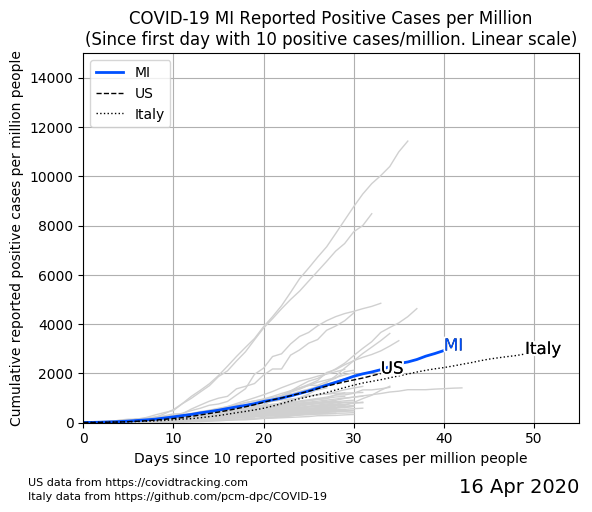 COVID-19 MI Reported Positive Cases per Million
(Since first day with 10 positive cases/million. Linear scale)
Cumulative reported positive cases per million people
14000
12000
10000
8000
6000
4000
2000
0
MI
US
Italy
MI
US
Italy
0 10 20 30 40 50
Days since 10 reported positive cases per million people
US data from https://covidtracking.com
Italy data from https://github.com/pcm-dpc/COVID-19
16 Apr 2020